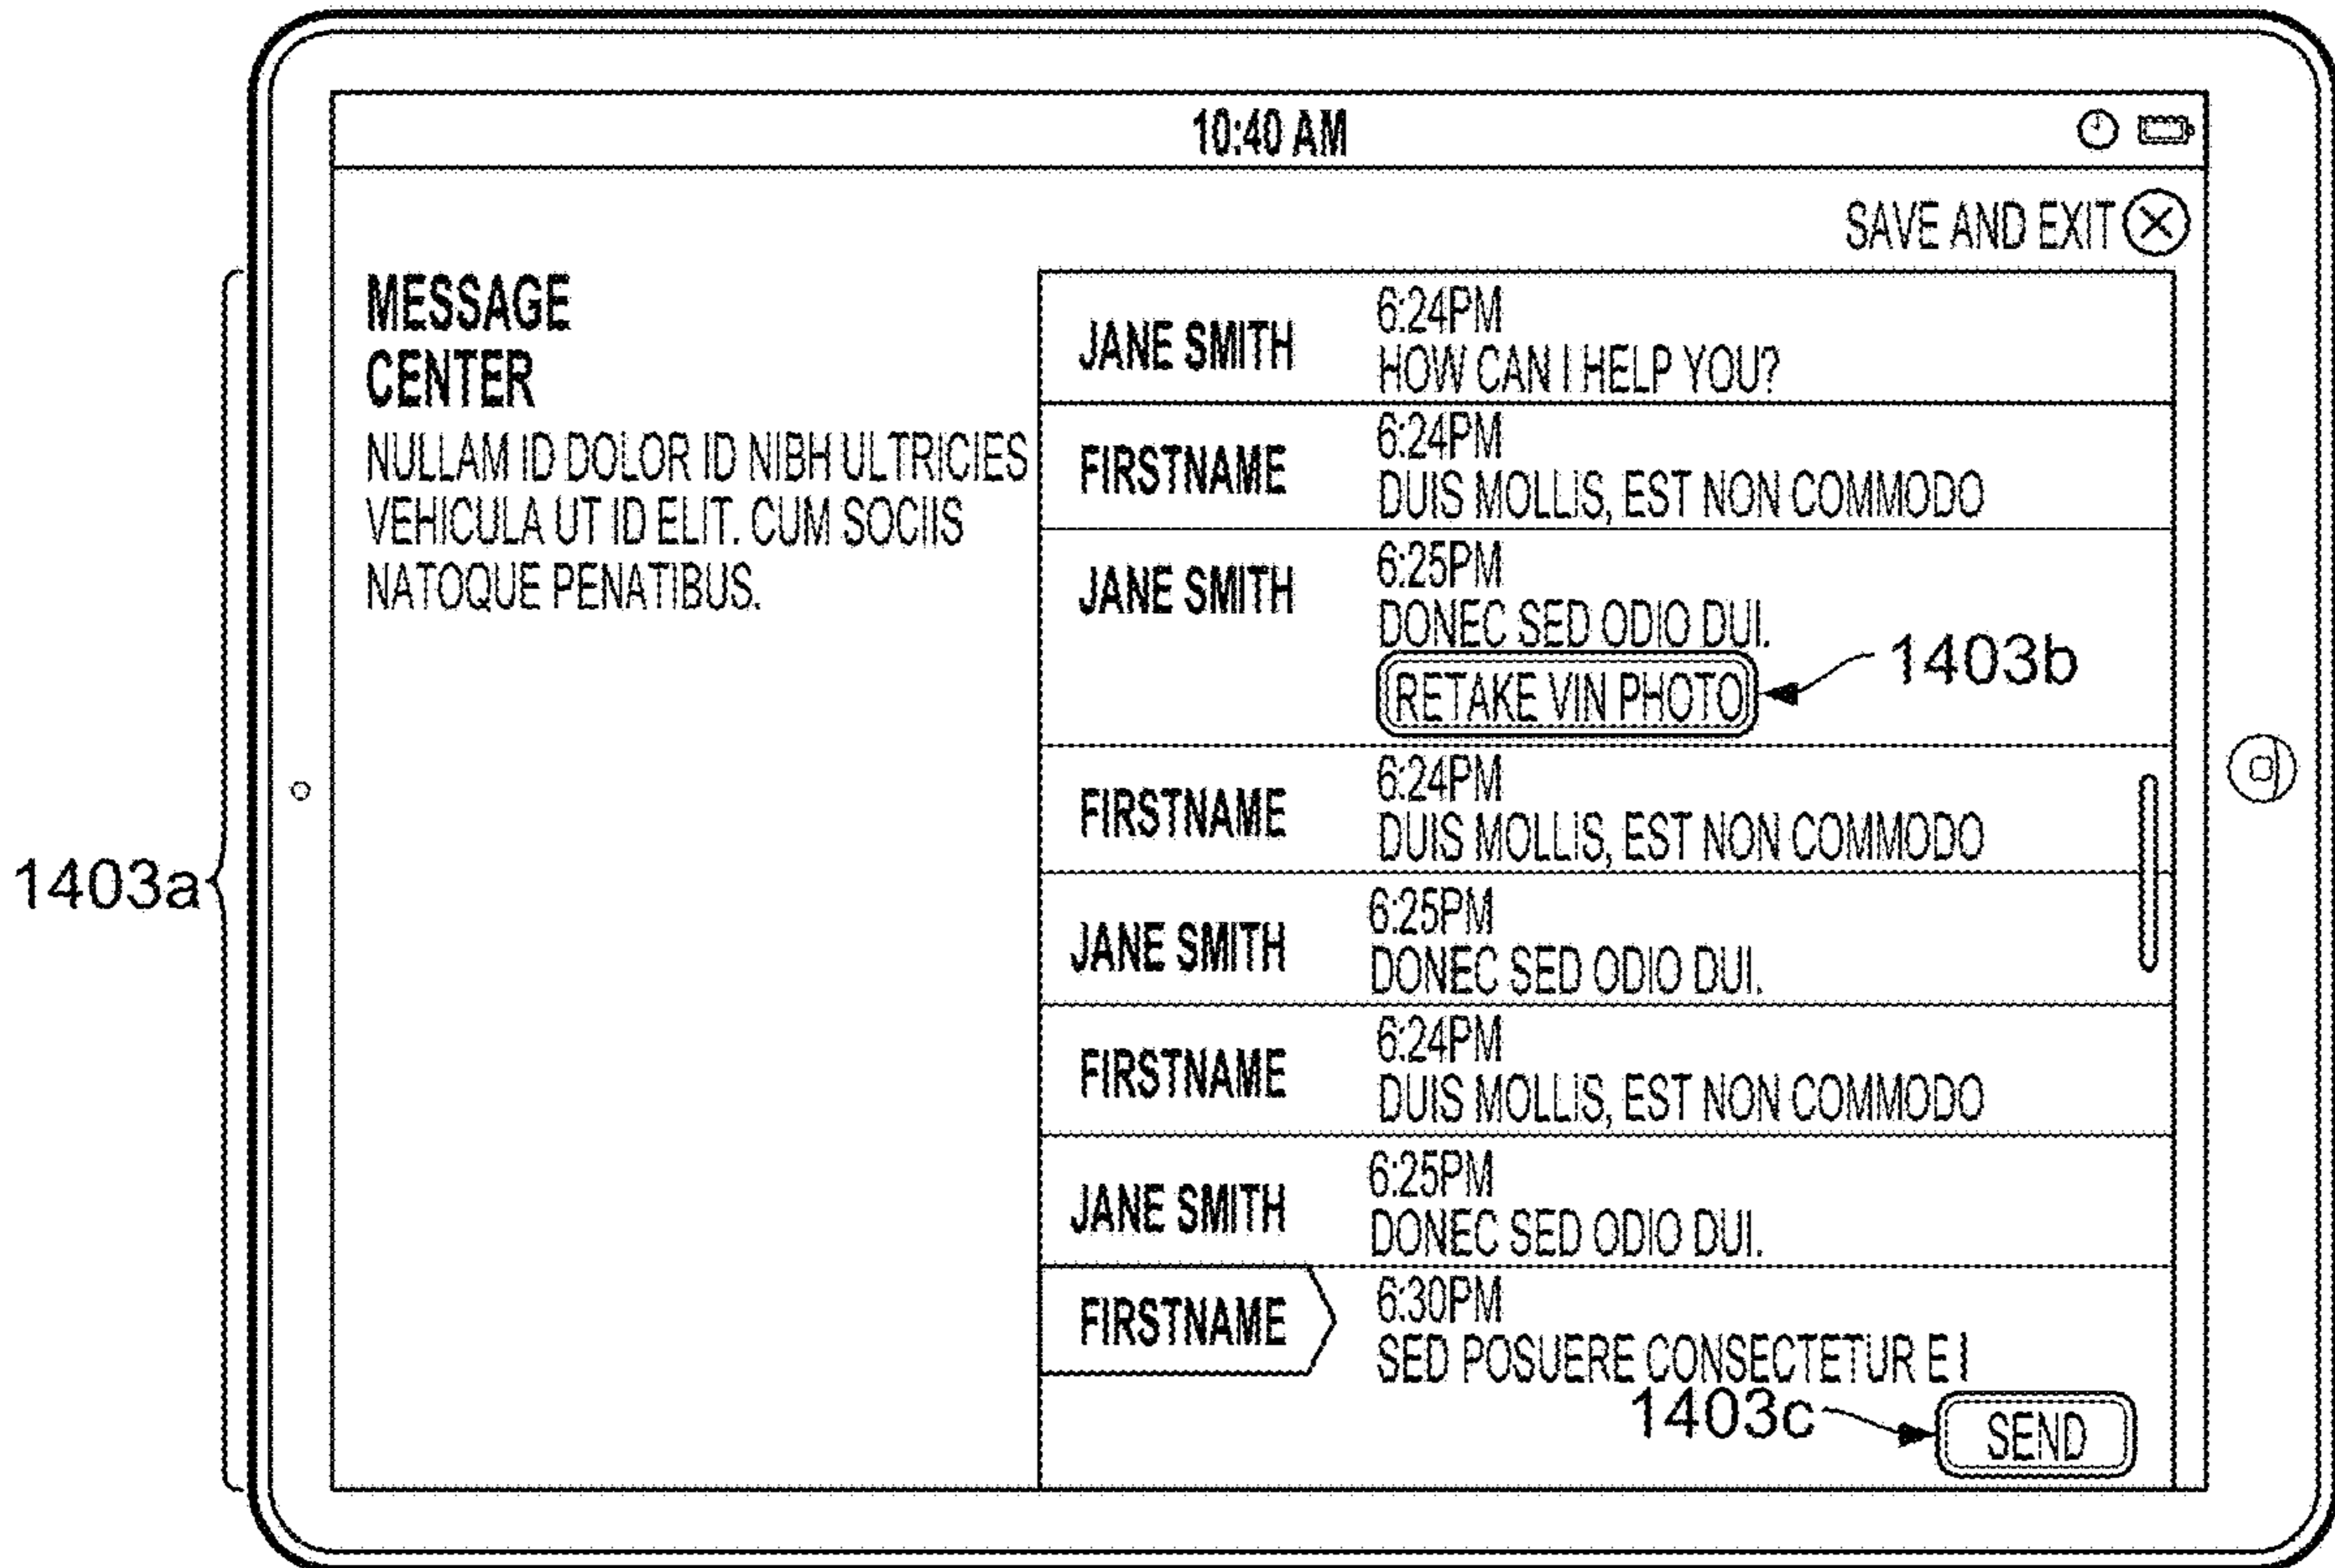 10:40 AM
SAVE AND EXIT
MESSAGE
CENTER
NULLAM ID DOLOR ID NIBH ULTRICIES
VEHICULA UT ID ELIT. CUM SOCIIS
NATOQUE PENATIBUS.
1403a
JANE SMITH
6:24PM
HOW CAN I HELP YOU?
FIRSTNAME
6:24PM
DUIS MOLLIS, EST NON COMMODO
JANE SMITH
6:25PM
DONEC SED ODIO DUI.
RETAKE VIN PHOTO
1403b
FIRSTNAME
6:24PM
DUIS MOLLIS, EST NON COMMODO
JANE SMITH
6:25PM
DONEC SED ODIO DUI.
FIRSTNAME
6:24PM
DUIS MOLLIS, EST NON COMMODO
JANE SMITH
6:25PM
DONEC SED ODIO DUI.
FIRSTNAME
6:30PM
SED POSUERE CONSECTETUR E I
1403c
SEND